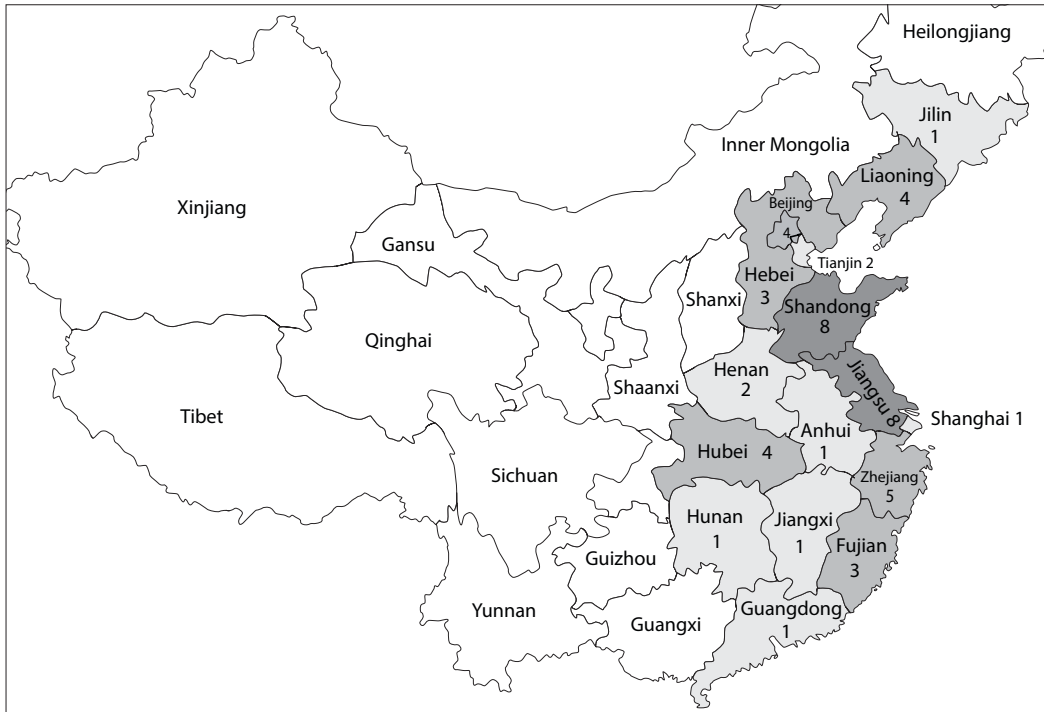 Heilongjiang
Jilin
1
Inner Mongolia
Liaoning
4
Beijing
4
Xinjiang
Gansu
Tianjin 2
Hebei
3
Shanxi
Shandong
8
Qinghai
Henan
2
Shaanxi
Jiangsu 8
Tibet
Shanghai 1
Anhui
1
Hubei 4
Sichuan
Zhejiang
5
Hunan
1
Jiangxi
1
Fujian
3
Guizhou
Yunnan
Guangxi
Guangdong
1